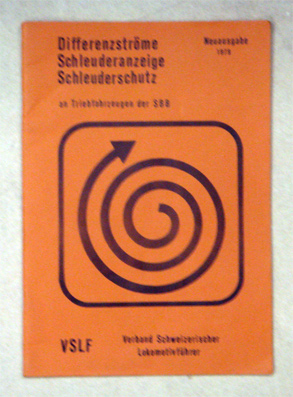 Differenzströme
Schleuderanzeige
Schleuderschutz
Neuausgabe
1979
an Triebfahrzeugen der SBB
VSLF
Verband Schweizerischer
Lokomotivführer